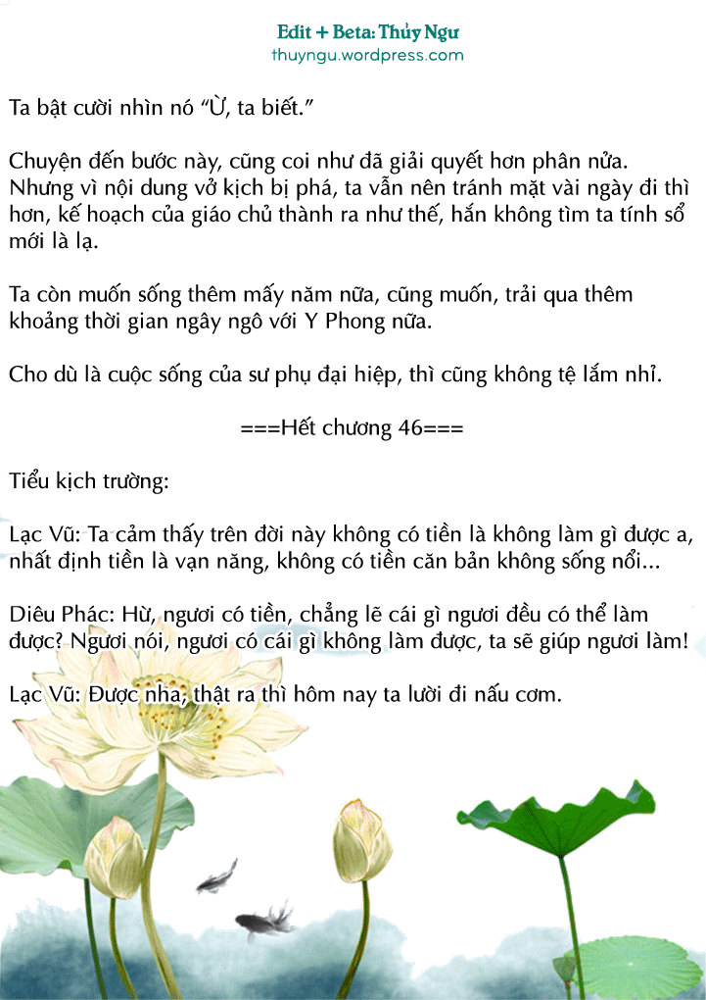 Edit + Beta: Thủy Ngư
thuyngu.wordpress.com
Ta bật cười nhìn nó “Ừ, ta biết.”
Chuyện đến bước này, cũng coi như đã giải quyết hơn phân nửa.
Nhưng vì nội dung vở kịch bị phá, ta vẫn nên tránh mặt vài ngày đi thì
hơn, kế hoạch của giáo chủ thành ra như thế, hắn không tìm ta tính sổ
mới là lạ.
Ta còn muốn sống thêm mấy năm nữa, cũng muốn, trải qua thêm
khoảng thời gian ngây ngô với Y Phong nữa.
Cho dù là cuộc sống của sư phụ đại hiệp, thì cũng không tệ lắm nhỉ.
===Hết chương 46===
Tiểu kịch trường:
Lạc Vũ: Ta cảm thấy trên đời này không có tiền là không làm gì được a,
nhất định tiền là vạn năng, không có tiền căn bản không sống nổi...
Diêu Phác: Hừ, ngươi có tiền, chẳng lẽ cái gì ngươi đều có thể làm
được? Ngươi nói, ngươi có cái gì không làm được, ta sẽ giúp ngươi làm!
Lạc Vũ: Được nha, thật ra thì hôm nay ta lười đi nấu cơm.